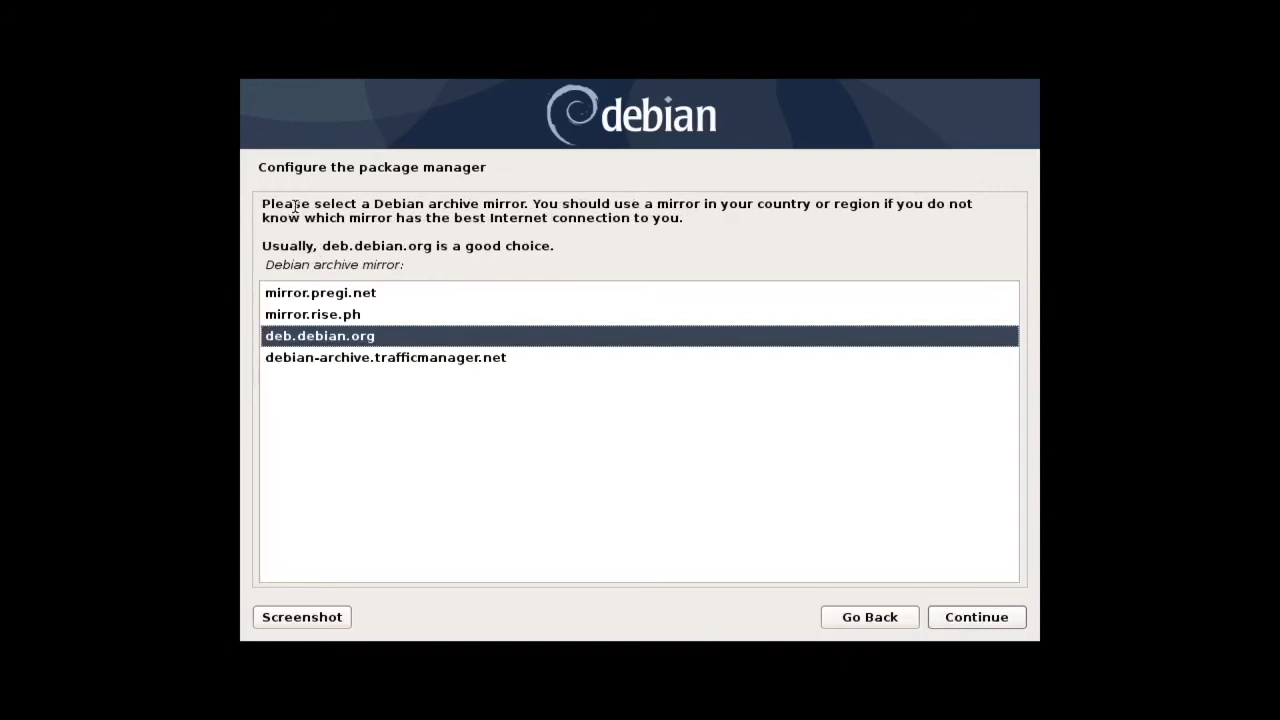 debian
Configure the package manager
Please select a Debian archive mirror. You should use a mirror in your country or region if you do not
know which mirror has the best Internet connection to you.
Usually, deb.debian.org is a good choice.
Debian archive mirror:
mirror.pregi.net
mirror.rise.ph
deb.debian.org
debian-archive.trafficmanager.net
Screenshot
Go Back
Continue